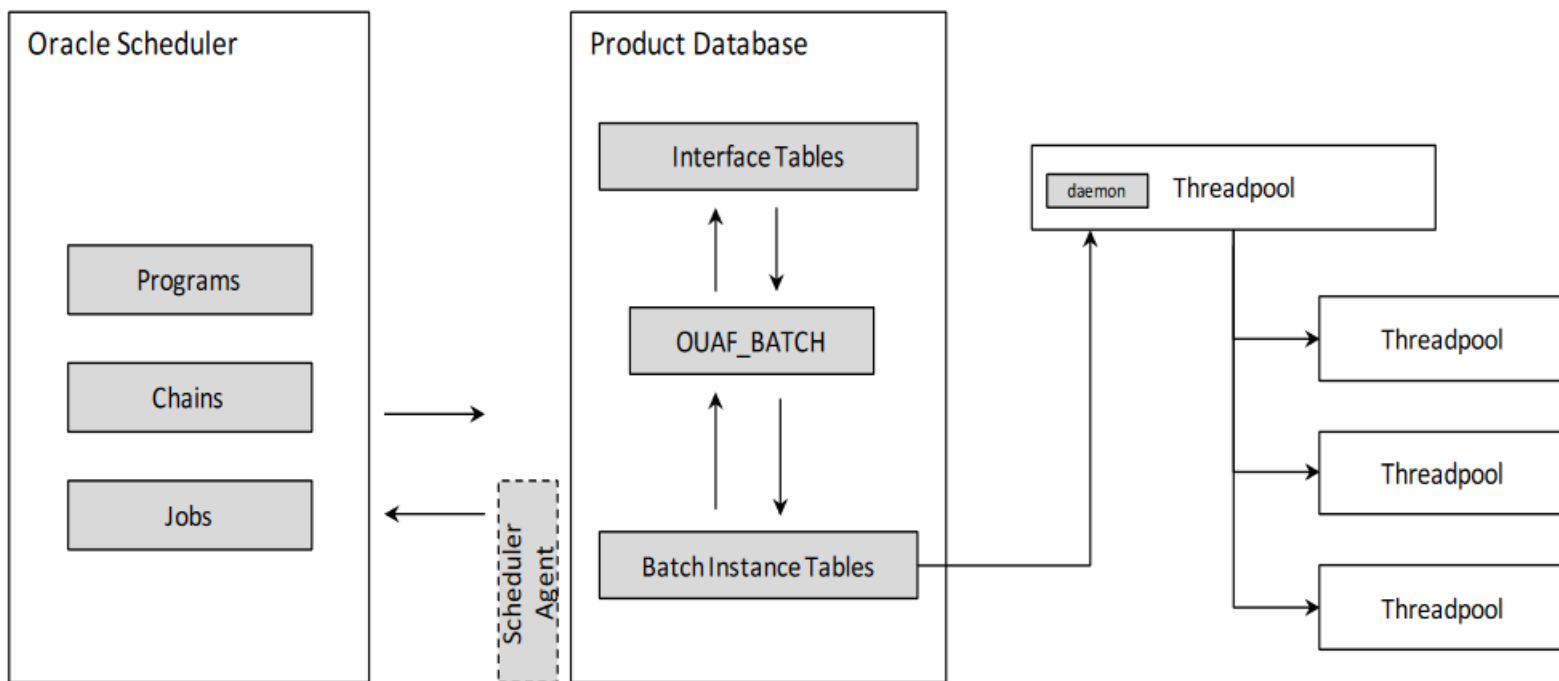 Oracle Scheduler
Programs
Chains
Jobs
Scheduler
Agent
Product Database
Interface Tables
OUAF_BATCH
Batch Instance Tables
daemon
Threadpool
Threadpool
Threadpool
Threadpool